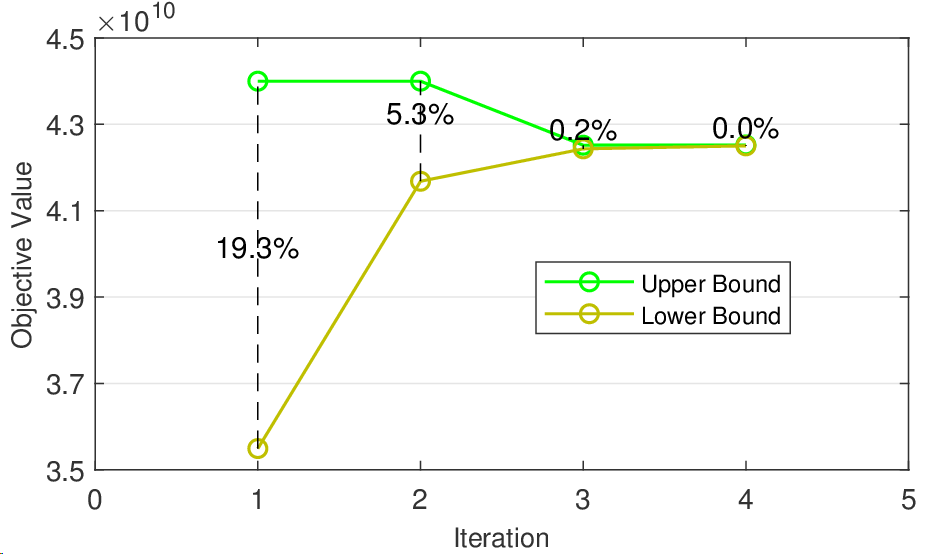 ×10^10
4.5
4.3
4.1
3.9
3.7
3.5
Objective Value
5.3%
0.2%
0.0%
19.3%
Upper Bound
Lower Bound
0 1 2 3 4 5
Iteration